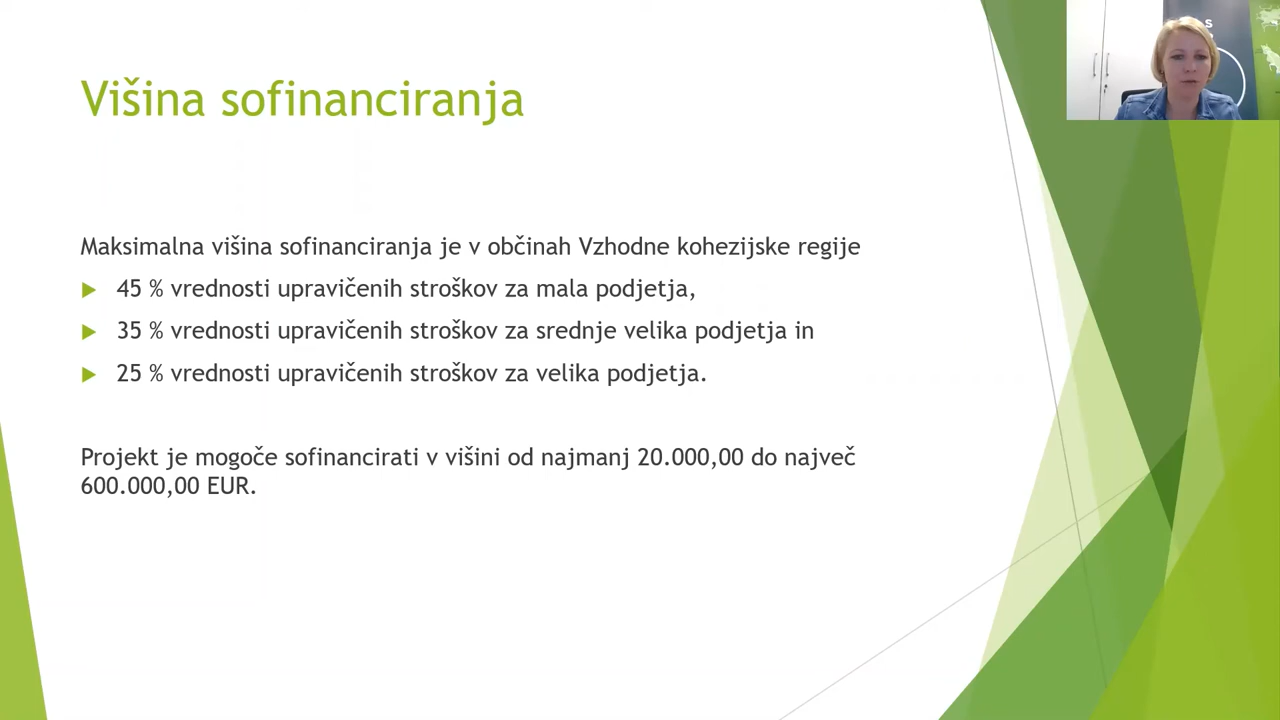 Višina sofinanciranja
Maksimalna višina sofinanciranja je v občinah Vzhodne kohezijske regije
45 % vrednosti upravičenih stroškov za mala podjetja,
35 % vrednosti upravičenih stroškov za srednje velika podjetja in
25 % vrednosti upravičenih stroškov za velika podjetja.
Projekt je mogoče sofinancirati v višini od najmanj 20.000,00 do največ
600.000,00 EUR.